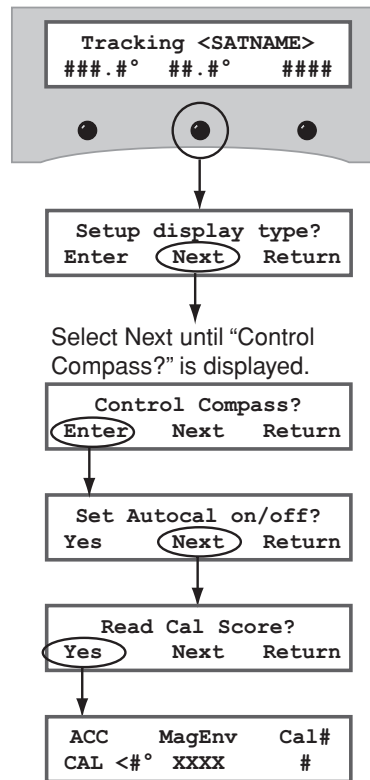 Tracking <SATNAME>
###.#° ##.#° ####
Setup display type?
Enter Next Return
Select Next until “Control
Compass?” is displayed.
Control Compass?
Enter Next Return
Set Autocal on/off?
Yes Next Return
Read Cal Score?
Yes Next Return
ACC MagEnv Cal#
CAL <#° XXXX #